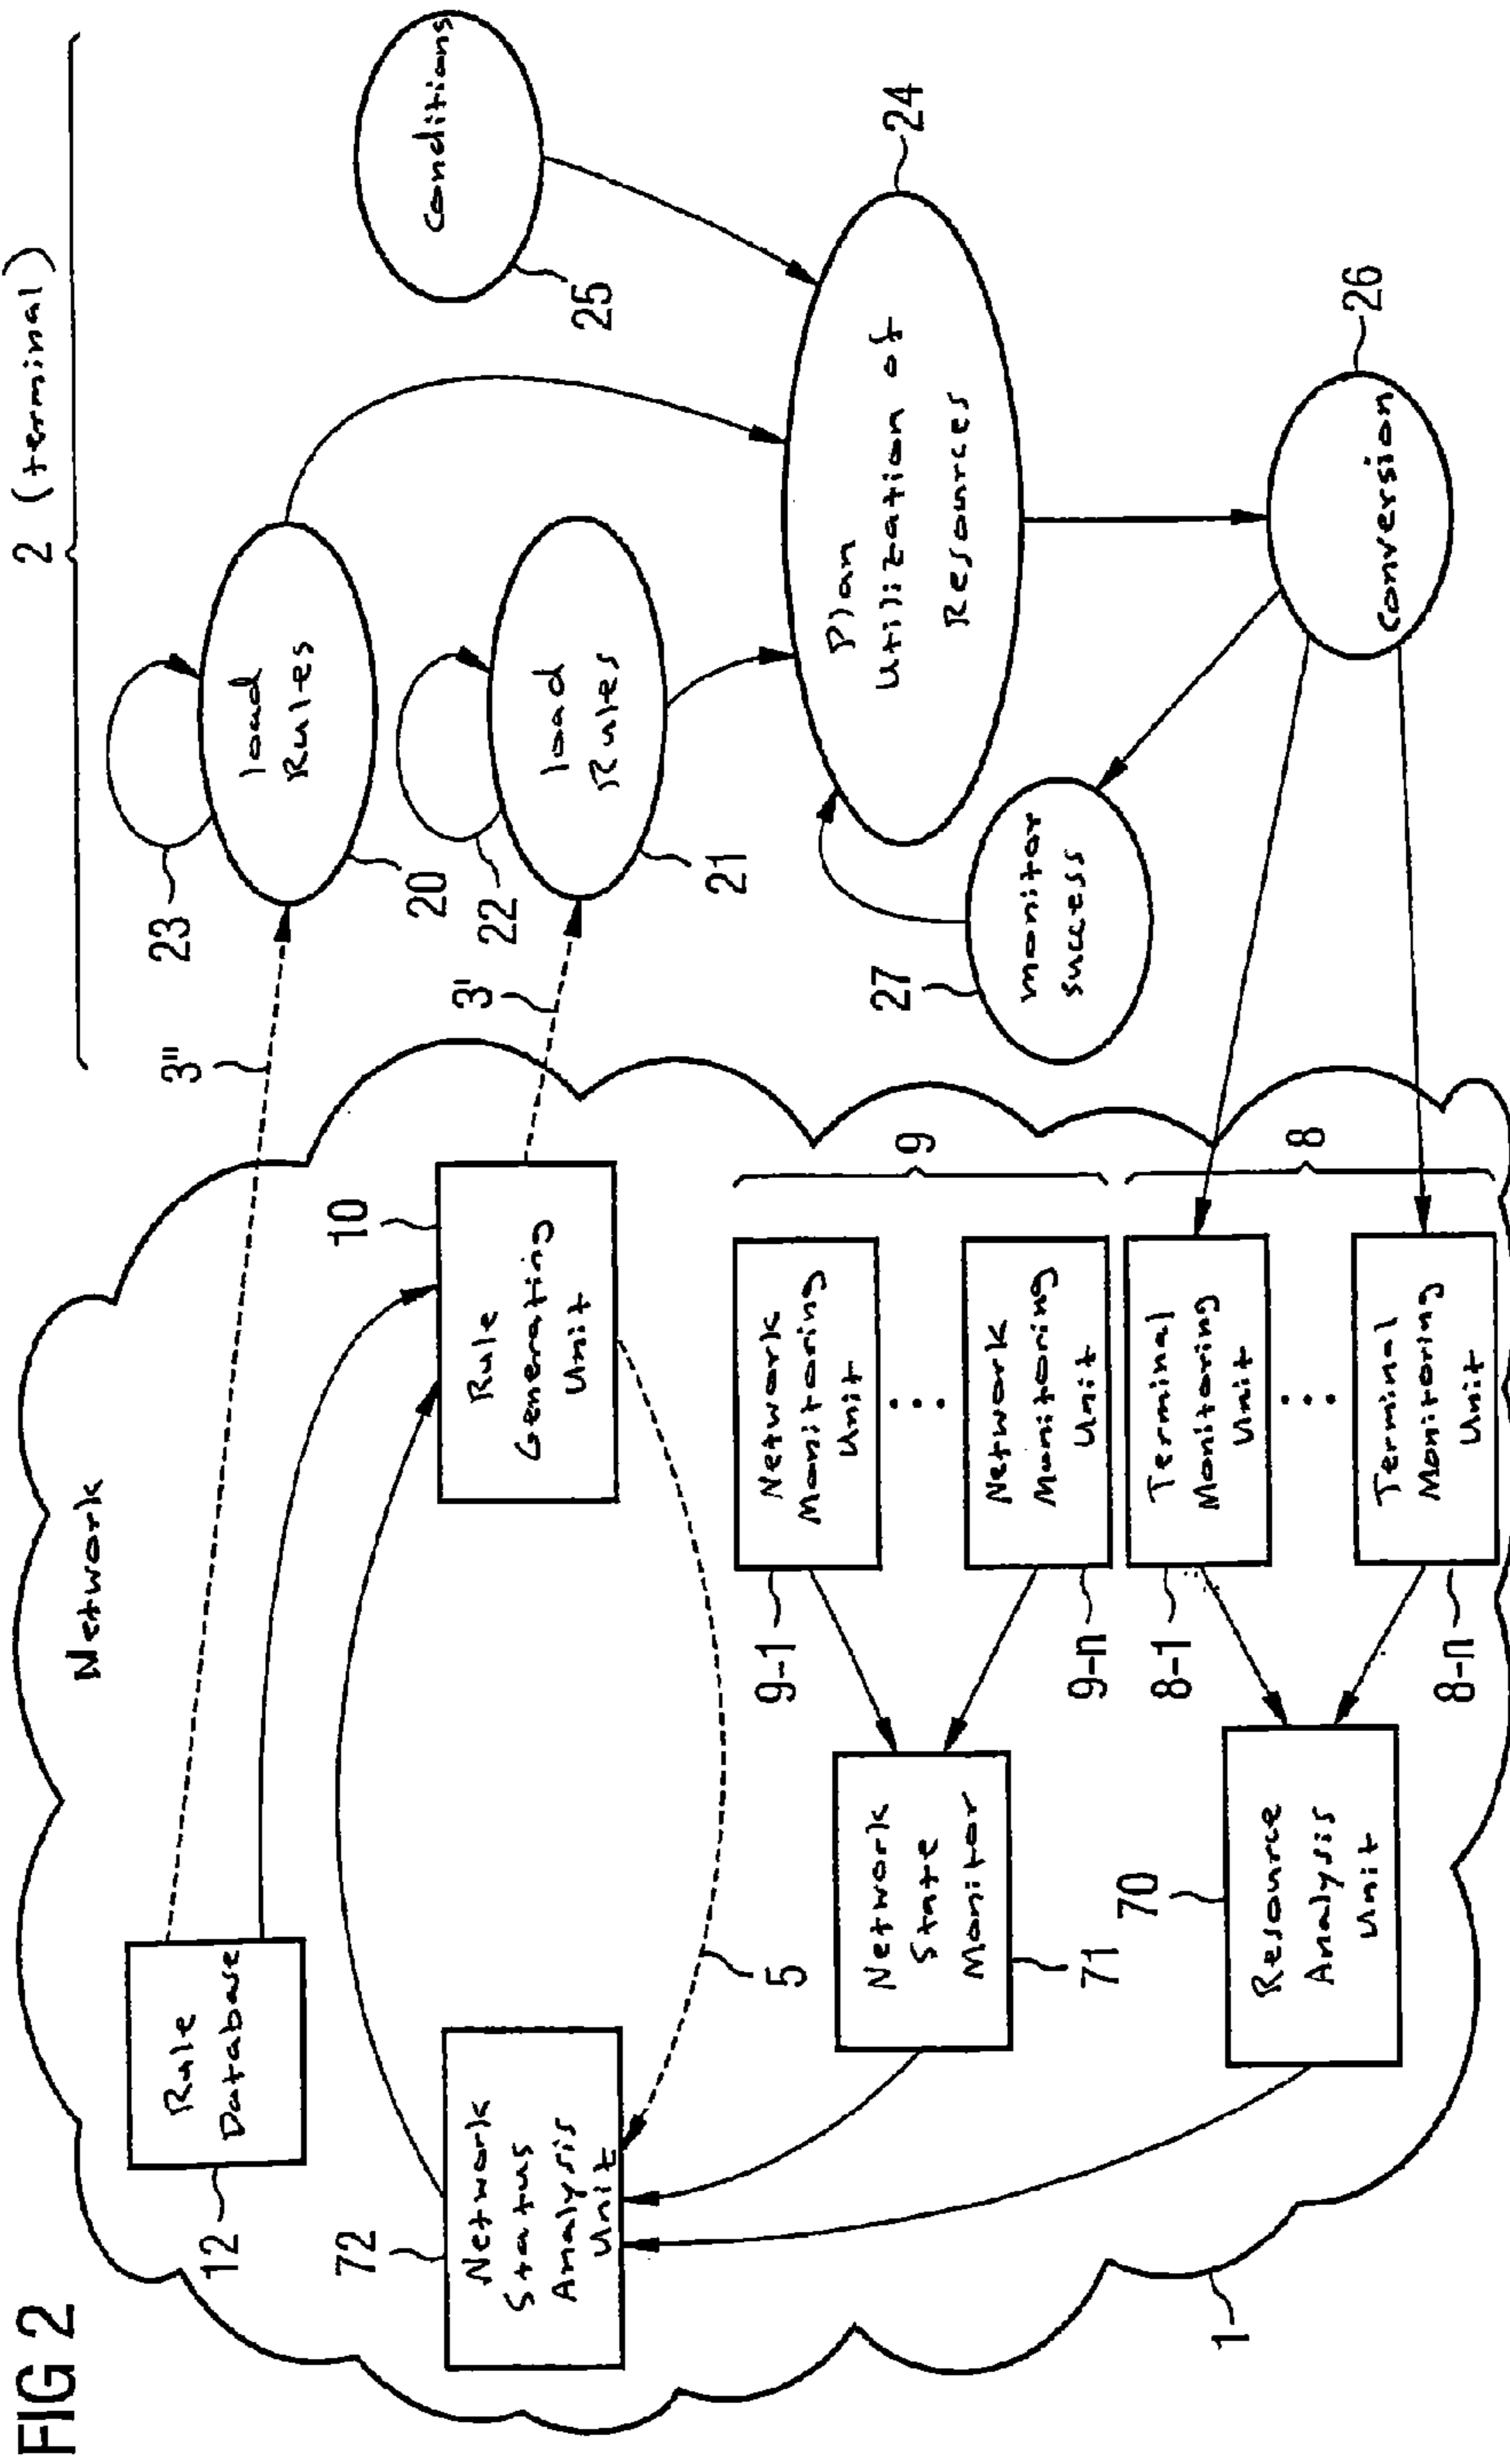 FIG 2
2 (terminal)
Network
12
Rule
Database
3"
23
load
Rules
20
conditions
25
72
Network
Status
Analysis
Unit
10
Rule
Generating
Unit
3'
22
load
Rules
21
5
Plan
Utilization of
Resources
24
Network
State
Monitor
71
9-1
Network
Monitoring
Unit
9
9-n
Network
Monitoring
Unit
27
monitor
success
70
Resource
Analysis
Unit
8-1
Terminal
Monitoring
Unit
8
8-n
Terminal
Monitoring
Unit
conversion
26
1